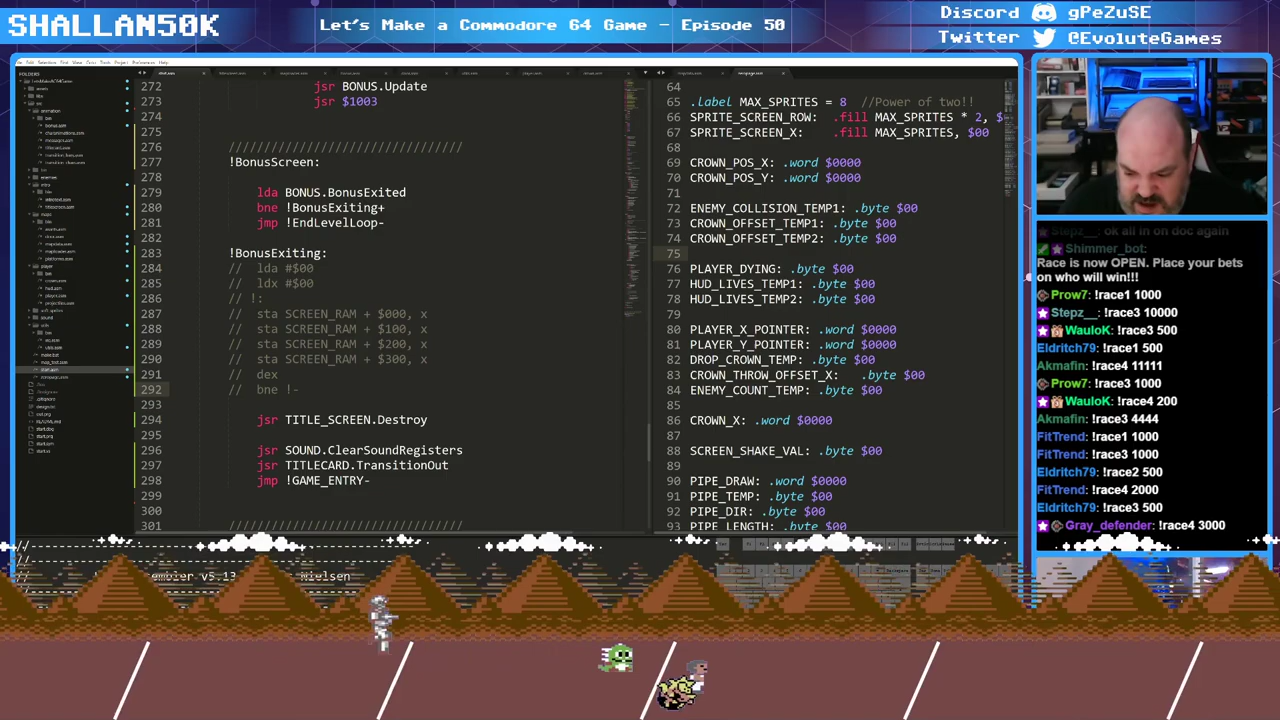 SHALLAN50K
Let's Make a Commodore 64 Game - Episode 50
Discord gPeZuSE
Twitter @EvoluteGames
FOLDERS
272 jsr BONUS.Update
273 jsr $1003
274
275
276 /////////////////////////////////
277 !BonusScreen:
278
279 lda BONUS.BonusExited
280 bne !BonusExiting+
281 jmp !EndLevelLoop-
282
283 !BonusExiting:
284 // lda #$00
285 // ldx #$00
286 // !:
287 // sta SCREEN_RAM + $000, x
288 // sta SCREEN_RAM + $100, x
289 // sta SCREEN_RAM + $200, x
290 // sta SCREEN_RAM + $300, x
291 // dex
292 // bne !-
293
294 jsr TITLE_SCREEN.Destroy
295
296 jsr SOUND.ClearSoundRegisters
297 jsr TITLECARD.TransitionOut
298 jmp !GAME_ENTRY-
299
300
301 /////////////////////////////////
64
65 .label MAX_SPRITES = 8 //Power of two!!
66 SPRITE_SCREEN_ROW: .fill MAX_SPRITES * 2, $
67 SPRITE_SCREEN_X: .fill MAX_SPRITES, $00
68
69 CROWN_POS_X: .word $0000
70 CROWN_POS_Y: .word $0000
71
72 ENEMY_COLLISION_TEMP1: .byte $00
73 CROWN_OFFSET_TEMP1: .byte $00
74 CROWN_OFFSET_TEMP2: .byte $00
75
76 PLAYER_DYING: .byte $00
77 HUD_LIVES_TEMP1: .byte $00
78 HUD_LIVES_TEMP2: .byte $00
79
80 PLAYER_X_POINTER: .word $0000
81 PLAYER_Y_POINTER: .word $0000
82 DROP_CROWN_TEMP: .byte $00
83 CROWN_THROW_OFFSET_X: .byte $00
84 ENEMY_COUNT_TEMP: .byte $00
85
86 CROWN_X: .word $0000
87
88 SCREEN_SHAKE_VAL: .byte $00
89
90 PIPE_DRAW: .word $0000
91 PIPE_TEMP: .byte $00
92 PIPE_DIR: .byte $00
93 PIPE_LENGTH: .byte $00
Stepz__: ok all in on doc again
Shimmer_bot:
Race is now OPEN. Place your bets
on who will win!!!
Prow7: !race1 1000
Stepz__: !race3 10000
WauloK: !race3 500
Eldritch79: !race1 500
Akmafin: !race4 11111
Prow7: !race3 1000
WauloK: !race4 200
Akmafin: !race3 4444
FitTrend: !race1 1000
FitTrend: !race3 1000
Eldritch79: !race2 500
FitTrend: !race4 2000
Eldritch79: !race3 500
Gray_defender: !race4 3000